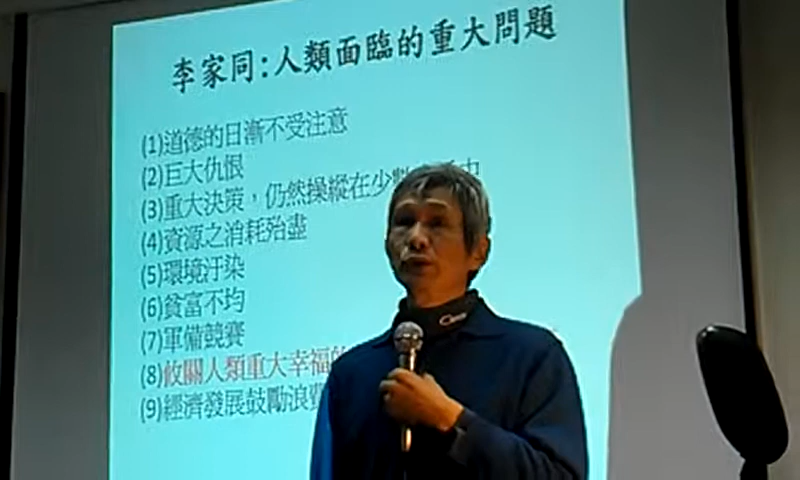 李家同:人類面臨的重大問題
(1)道德的日漸不受注意
(2)巨大仇恨
(3)重大決策，仍然操縱在少數
(4)資源之消耗殆盡
(5)環境汙染
(6)貧富不均
(7)軍備競賽
(8)攸關人類重大幸福的
(9)經濟發展鼓勵浪費